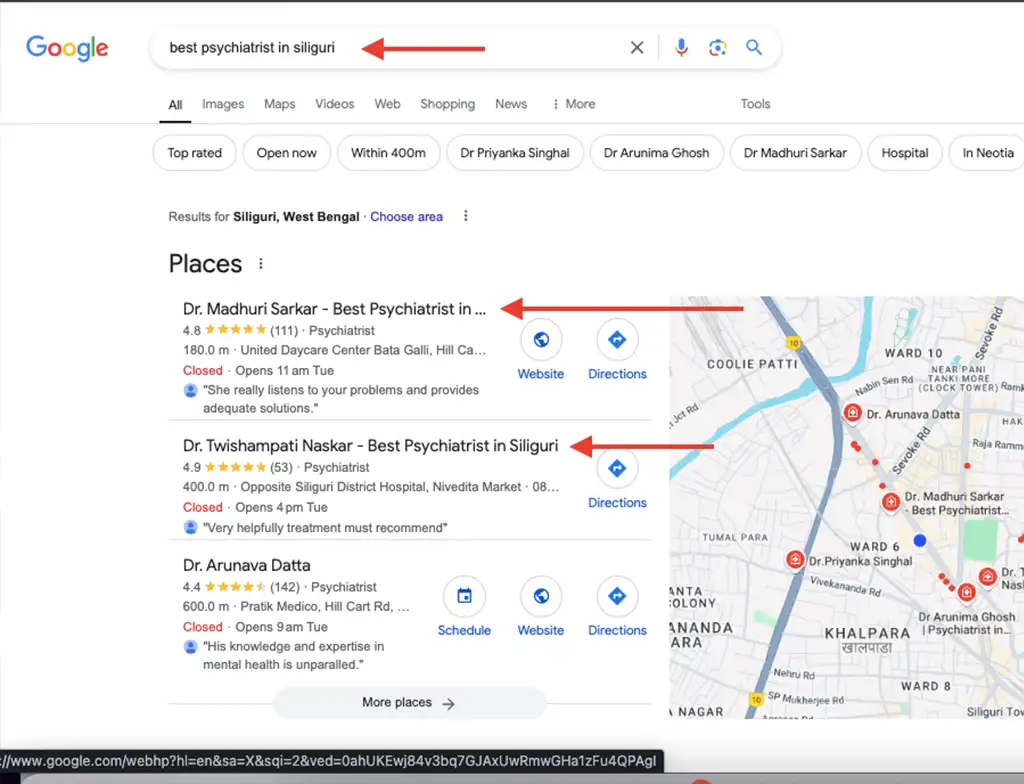 Google
best psychiatrist in siliguri
All Images Maps Videos Web Shopping News More Tools
Top rated Open now Within 400m Dr Priyanka Singhal Dr Arunima Ghosh Dr Madhuri Sarkar Hospital In Neotia
Results for Siliguri, West Bengal · Choose area
Places
Dr. Madhuri Sarkar - Best Psychiatrist in ...
4.8 (111) · Psychiatrist
180.0 m · United Daycare Center Bata Galli, Hill Ca...
Closed · Opens 11 am Tue
"She really listens to your problems and provides
adequate solutions."
Website Directions
Dr. Twishampati Naskar - Best Psychiatrist in Siliguri
4.9 (53) · Psychiatrist
400.0 m · Opposite Siliguri District Hospital, Nivedita Market · 08...
Closed · Opens 4 pm Tue
"Very helpfully treatment must recommend"
Directions
Dr. Arunava Datta
4.4 (142) · Psychiatrist
600.0 m · Pratik Medico, Hill Cart Rd, ...
Closed · Opens 9 am Tue
"His knowledge and expertise in
mental health is unparalled."
Schedule Website Directions
More places
10
COOLIE PATTI
WARD 10
Sevoke Rd
NEAR PANI
TANKI MORE
(CLOCK TOWER)
Nabin Sen Rd
Jct Rd
Dr. Arunava Datta
Sevoke Rd
Raja Rammo
Dr. Madhuri Sarkar
- Best Psychiatrist...
TUMAL PARA
WARD 6
Dr.Priyanka Singhal
Vivekananda Rd
Dr. T
Nas
ANTA
OLONY
Dr Arunima Ghosh
| Psychiatrist in...
ANANDA
ARA
KHALPARA
खालपाड़ा
Nehru Rd
WARD 8
10
SP Mukherjee Rd
A NAGAR
Siliguri Tow
://www.google.com/webhp?hl=en&sa=X&sqi=2&ved=0ahUKEwj84v3bq7GJAxUwRmwGHa1zFu4QPAgI